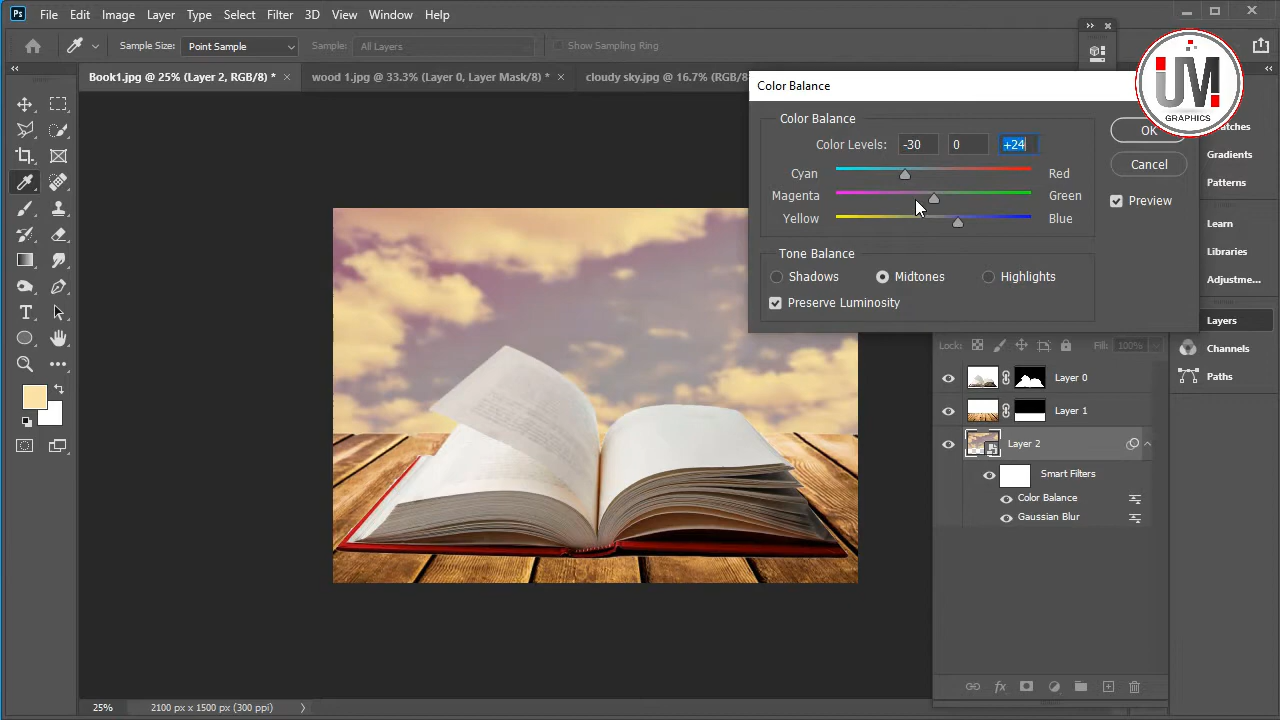 Ps File Edit Image Layer Type Select Filter 3D View Window Help
Sample Size: Point Sample Sample: All Layers Show Sampling Ring
Book1.jpg @ 25% (Layer 2, RGB/8) * wood 1.jpg @ 33.3% (Layer 0, Layer Mask/8) * cloudy sky.jpg @ 16.7% (RGB/8
Color Balance
UM
GRAPHICS
Color Balance
Color Levels: -30 0 +24
OK
Cyan Red
Cancel
Magenta Green
Preview
Yellow Blue
Tone Balance
Shadows Midtones Highlights
Preserve Luminosity
Gradients
Patterns
Learn
Libraries
Adjustme...
Layers
Channels
Paths
Lock: Fill: 100%
Layer 0
Layer 1
Layer 2
Smart Filters
Color Balance
Gaussian Blur
25% 2100 px x 1500 px (300 ppi)